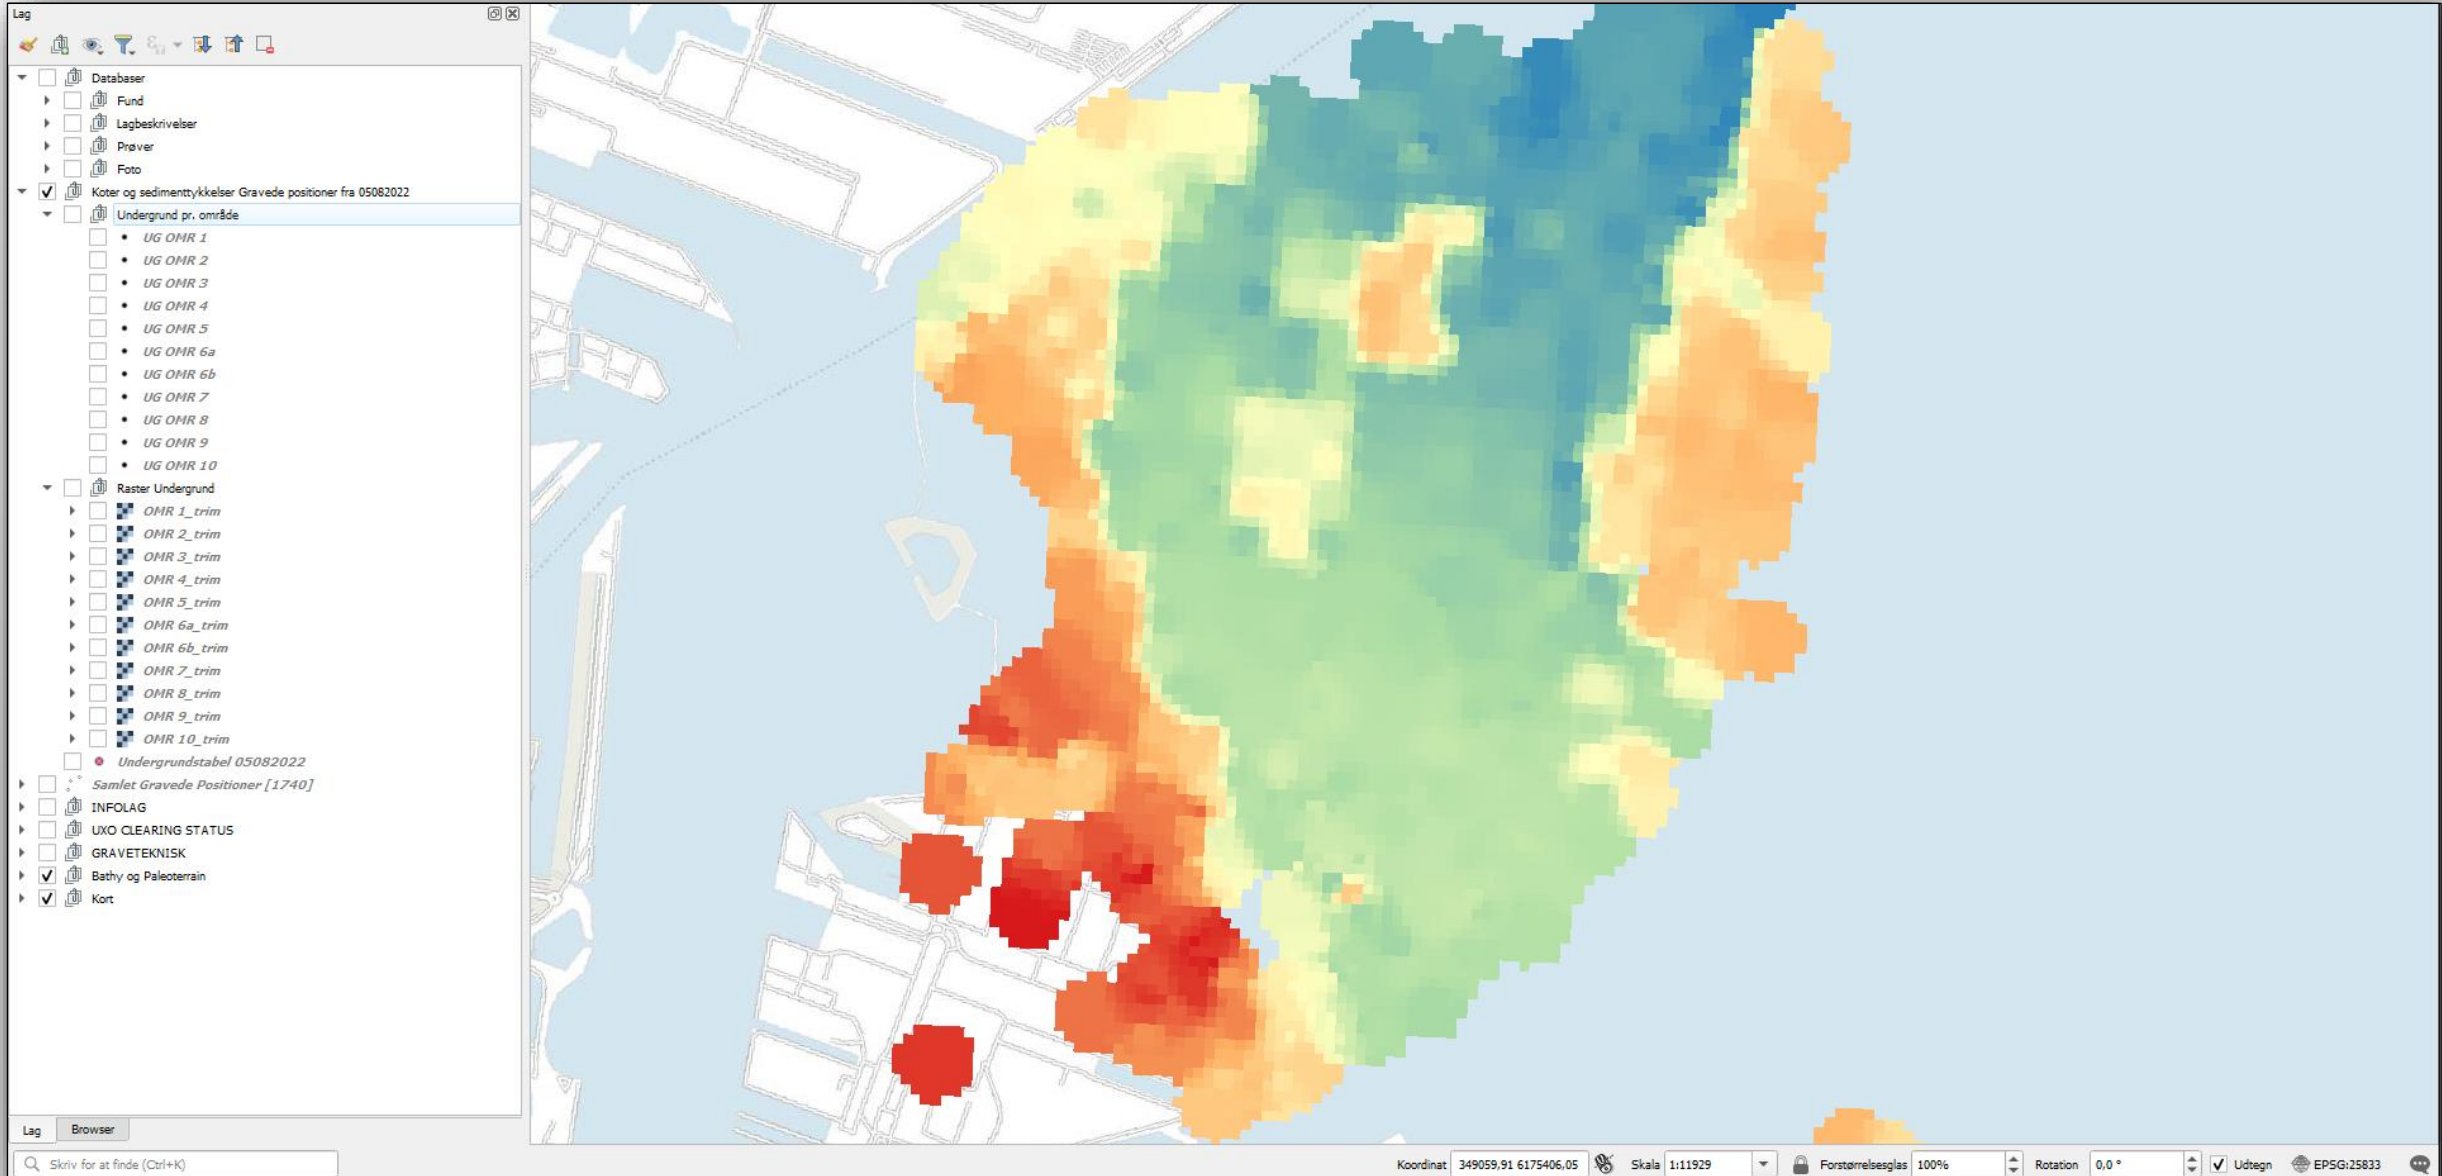 Lag
Databaser
Fund
Lagbeskrivelser
Prøver
Foto
Koter og sedimenttykkelser Gravede positioner fra 05082022
Undergrund pr. område
UG OMR 1
UG OMR 2
UG OMR 3
UG OMR 4
UG OMR 5
UG OMR 6a
UG OMR 6b
UG OMR 7
UG OMR 8
UG OMR 9
UG OMR 10
Raster Undergrund
OMR 1_trim
OMR 2_trim
OMR 3_trim
OMR 4_trim
OMR 5_trim
OMR 6a_trim
OMR 6b_trim
OMR 7_trim
OMR 8_trim
OMR 9_trim
OMR 10_trim
Undergrundstabel 05082022
Samlet Gravede Positioner [1740]
INFOLAG
UXO CLEARING STATUS
GRAVETEKNISK
Bathy og Paleoterrain
Kort
Lag Browser
Skriv for at finde (Ctrl+K) Koordinat 349059,91 6175406,05 Skala 1:11929 Forstørrelsesglas 100% Rotation 0,0 ° Udtegn EPSG:25833